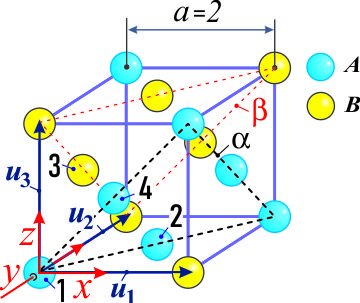 a=2
A
B
β
α
3
u₃
4
u₂
2
z
y
1
x
u₁